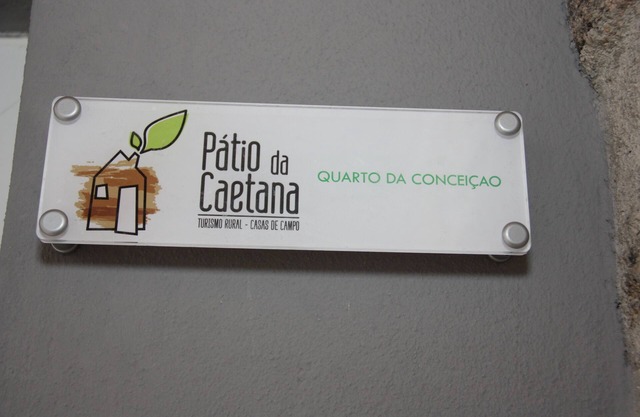 Pátio da
Caetana
TURISMO RURAL - CASAS DE CAMPO
QUARTO DA CONCEIÇAO